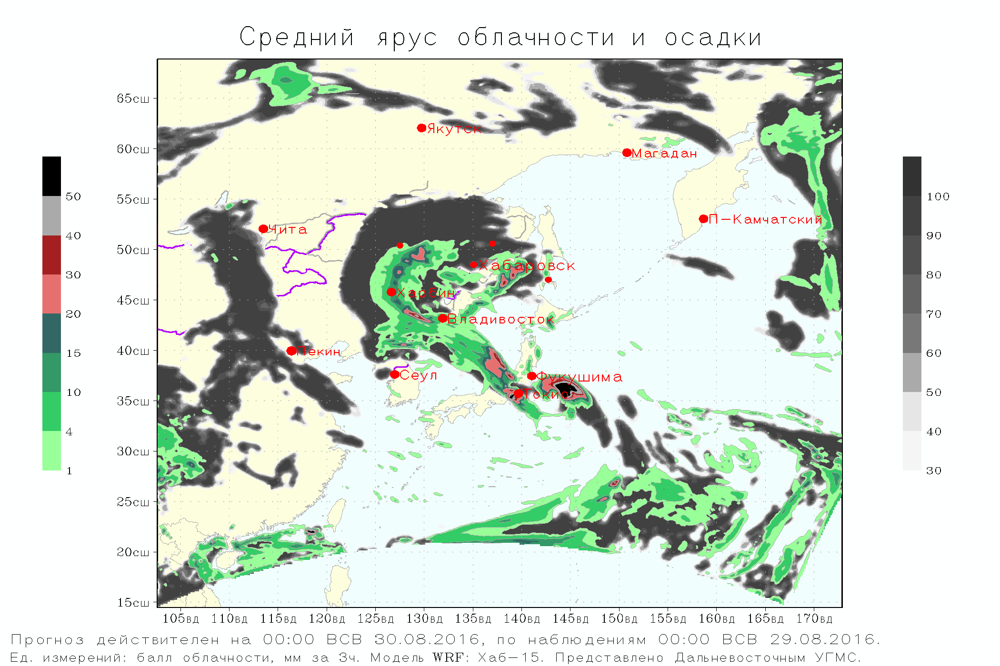 Средний ярус облачности и осадки
65сш
60сш
55сш
50сш
45сш
40сш
35сш
30сш
25сш
20сш
15сш
50
40
30
20
15
10
4
1
Якутск
Магадан
П-Камчатский
Чита
Хабаровск
Харбин
Владивосток
Пекин
Сеул
Фукушима
Токио
100
90
80
70
60
50
40
30
105вд 110вд 115вд 120вд 125вд 130вд 135вд 140вд 145вд 150вд 155вд 160вд 165вд 170вд
Прогноз действителен на 00:00 ВСВ 30.08.2016, по наблюдениям 00:00 ВСВ 29.08.2016.
Ед. измерений: балл облачности, мм за 3ч. Модель WRF: Хаб-15. Представлено Дальневосточным УГМС.